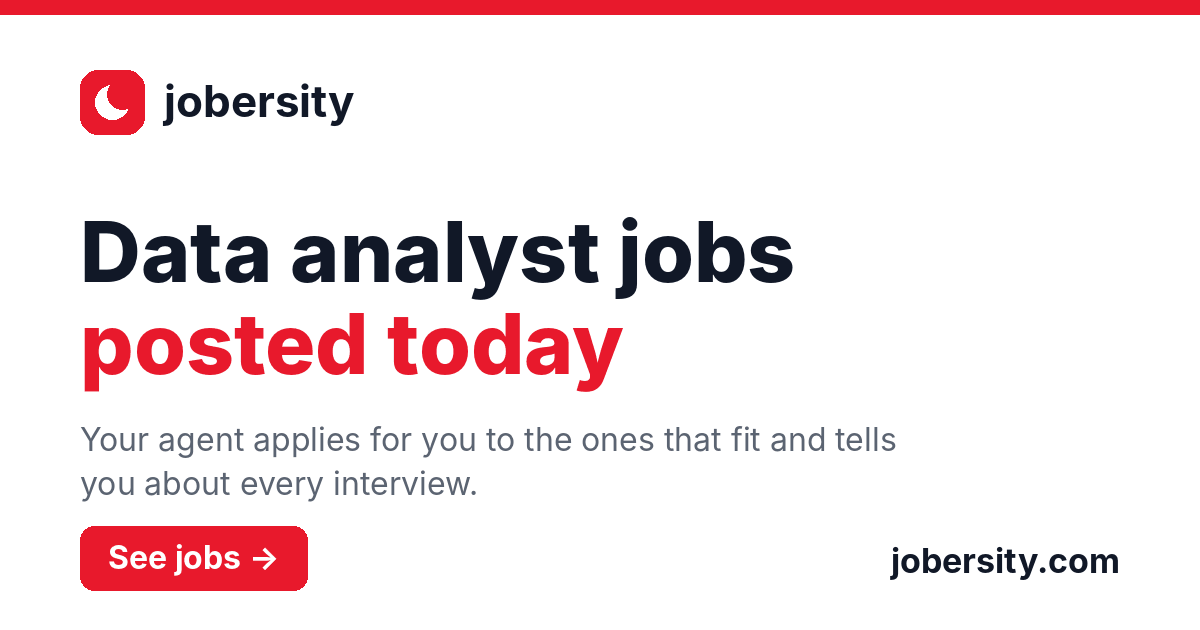 jobersity
Data analyst jobs
posted today
Your agent applies for you to the ones that fit and tells
you about every interview.
See jobs →
jobersity.com